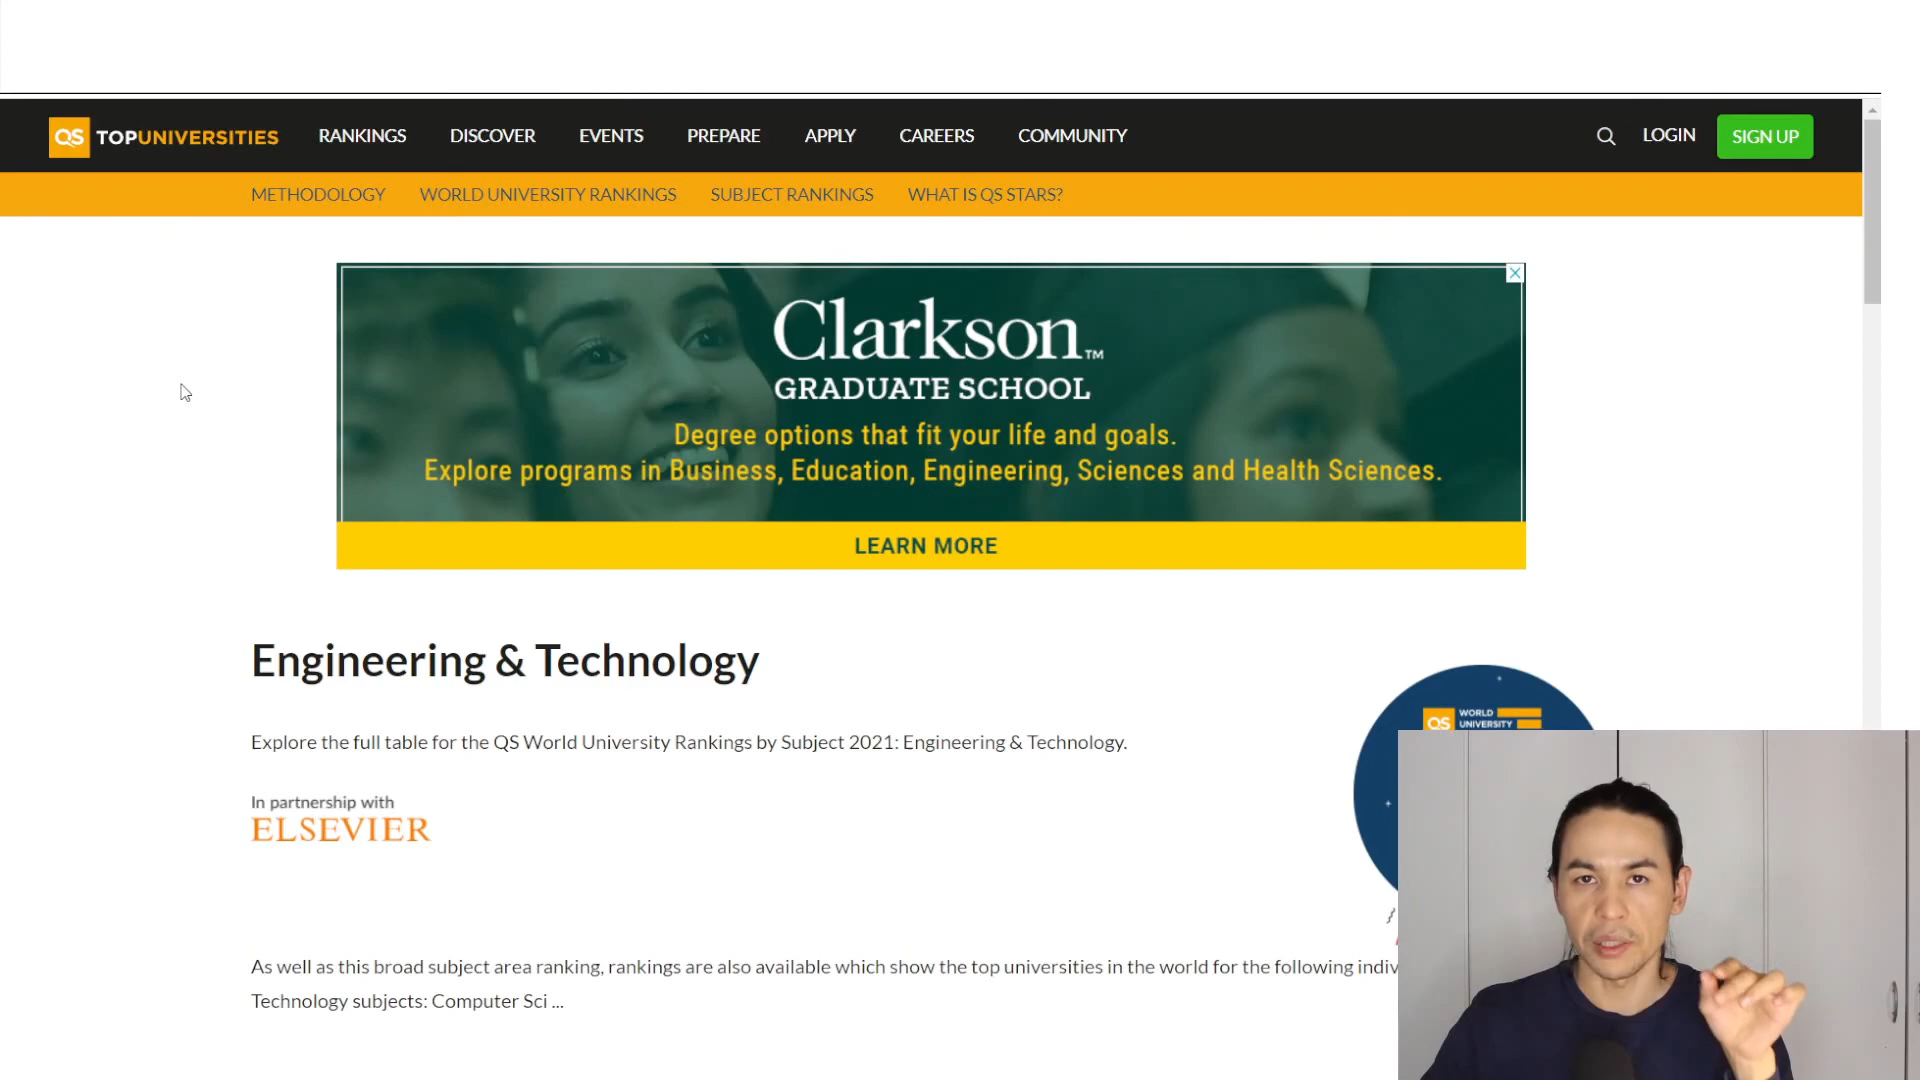 QS TOPUNIVERSITIES RANKINGS DISCOVER EVENTS PREPARE APPLY CAREERS COMMUNITY LOGIN SIGN UP
METHODOLOGY WORLD UNIVERSITY RANKINGS SUBJECT RANKINGS WHAT IS QS STARS?
Clarkson™
GRADUATE SCHOOL
Degree options that fit your life and goals.
Explore programs in Business, Education, Engineering, Sciences and Health Sciences.
LEARN MORE
Engineering & Technology
QS WORLD
UNIVERSITY
Explore the full table for the QS World University Rankings by Subject 2021: Engineering & Technology.
In partnership with
ELSEVIER
As well as this broad subject area ranking, rankings are also available which show the top universities in the world for the following indiv
Technology subjects: Computer Sci ...